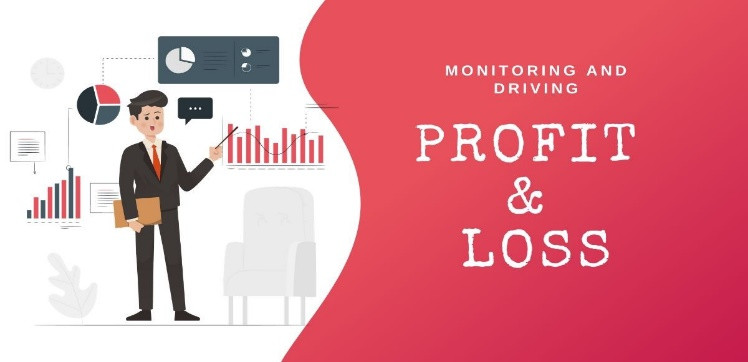 MONITORING AND
DRIVING
PROFIT
&
LOSS